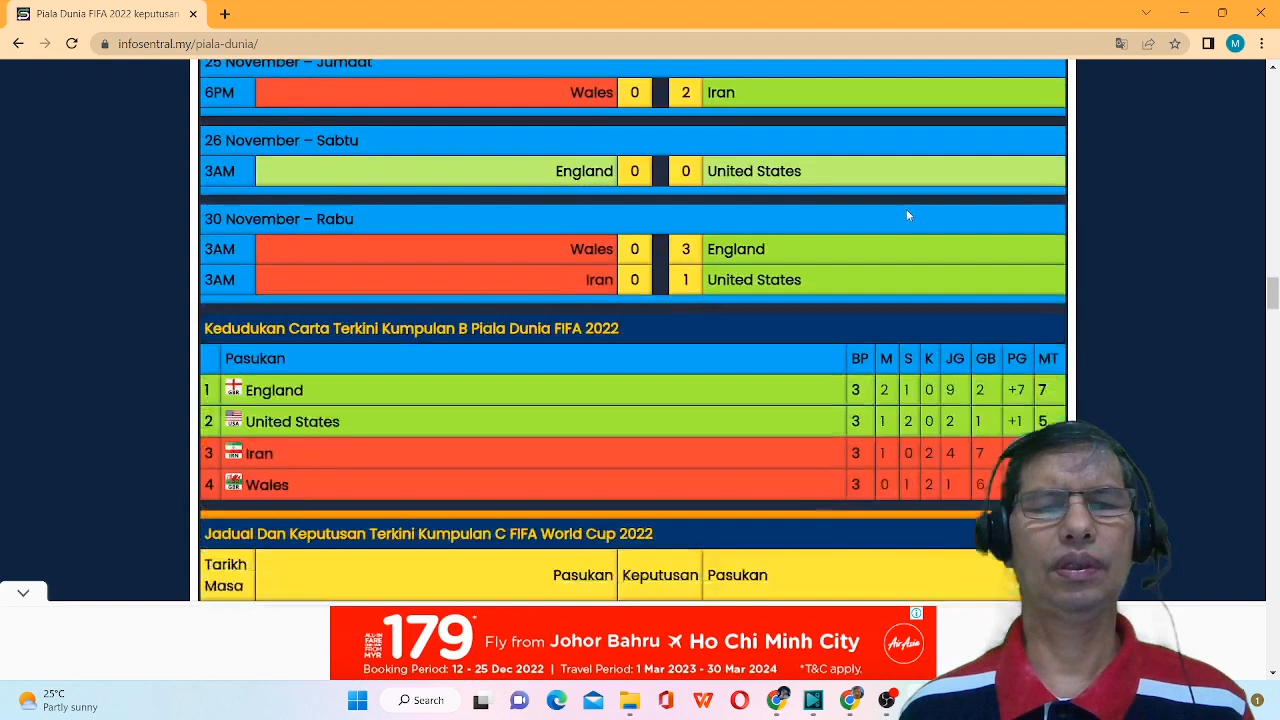 Piala Dunia FIFA 2022 keputusan
infosentral.my/piala-dunia/
M
25 November – Jumaat
6PM Wales 0 2 Iran
26 November – Sabtu
3AM England 0 0 United States
30 November – Rabu
3AM Wales 0 3 England
3AM Iran 0 1 United States
Kedudukan Carta Terkini Kumpulan B Piala Dunia FIFA 2022
Pasukan BP M S K JG GB PG MT
1 England 3 2 1 0 9 2 +7 7
2 United States 3 1 2 0 2 1 +1 5
3 Iran 3 1 0 2 4 7
4 Wales 3 0 1 2 1 6
Jadual Dan Keputusan Terkini Kumpulan C FIFA World Cup 2022
Tarikh
Masa Pasukan Keputusan Pasukan
ALL-IN FARE FROM MYR 179* Fly from Johor Bahru Ho Chi Minh City AirAsia
Booking Period: 12 - 25 Dec 2022 | Travel Period: 1 Mar 2023 - 30 Mar 2024 *T&C apply.
25°C
Partly sunny
Search
1